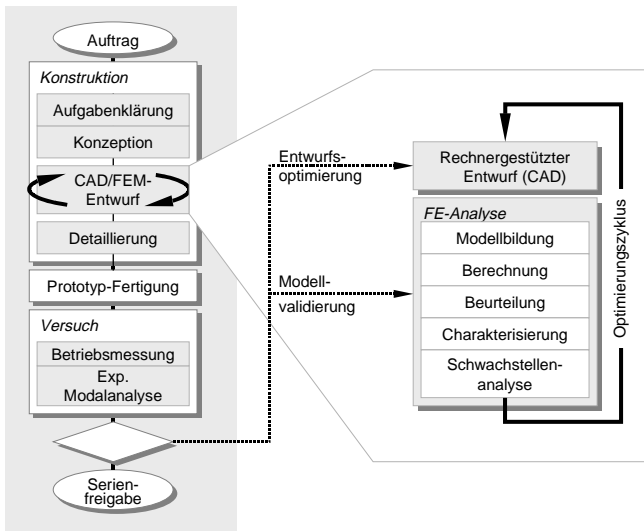 Auftrag
Konstruktion
Aufgabenklärung
Konzeption
CAD/FEM-
Entwurf
Detaillierung
Prototyp-Fertigung
Versuch
Betriebsmessung
Exp.
Modalanalyse
Serien-
freigabe
Entwurfs-
optimierung
Modell-
validierung
Rechnergestützter
Entwurf (CAD)
FE-Analyse
Modellbildung
Berechnung
Beurteilung
Charakterisierung
Schwachstellen-
analyse
Optimierungszyklus